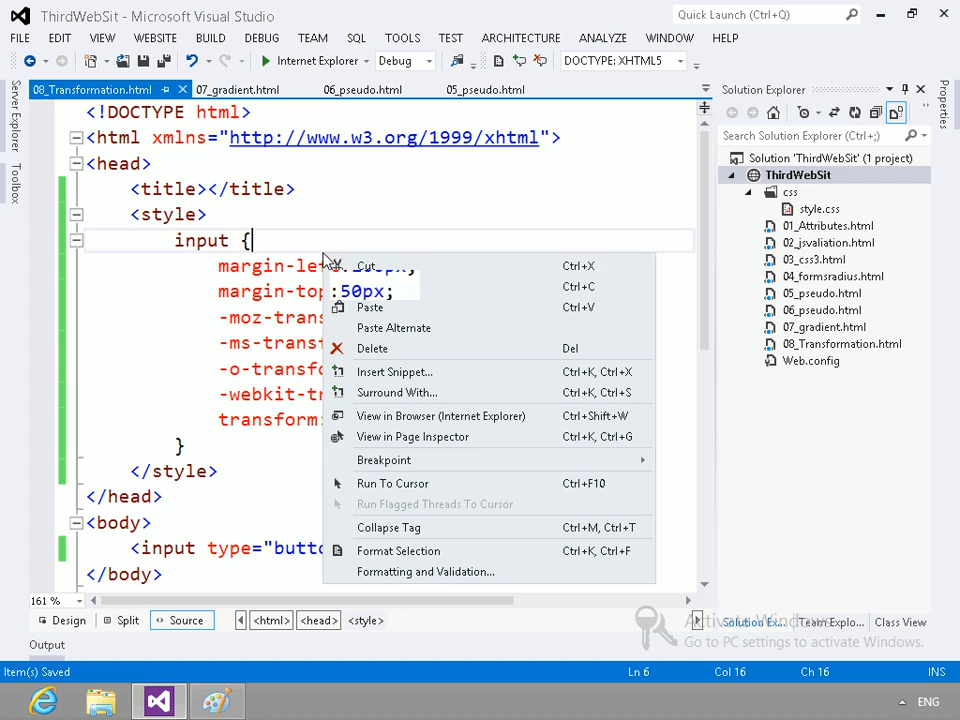 ThirdWebSit - Microsoft Visual Studio
Quick Launch (Ctrl+Q)
FILE EDIT VIEW WEBSITE BUILD DEBUG TEAM SQL TOOLS TEST ARCHITECTURE ANALYZE WINDOW HELP
Internet Explorer Debug DOCTYPE: XHTML5
Server Explorer
Toolbox
08_Transformation.html 07_gradient.html 06_pseudo.html 05_pseudo.html
<!DOCTYPE html>
<html xmlns="http://www.w3.org/1999/xhtml">
<head>
<title></title>
<style>
input {
margin-left
margin-top:50px;
-moz-trans
-ms-transf
-o-transfo
-webkit-tr
transform:
}
</style>
</head>
<body>
<input type="butto
</body>
Cut Ctrl+X
Ctrl+C
Paste Ctrl+V
Paste Alternate
Delete Del
Insert Snippet... Ctrl+K, Ctrl+X
Surround With... Ctrl+K, Ctrl+S
View in Browser (Internet Explorer) Ctrl+Shift+W
View in Page Inspector Ctrl+K, Ctrl+G
Breakpoint
Run To Cursor Ctrl+F10
Run Flagged Threads To Cursor
Collapse Tag Ctrl+M, Ctrl+T
Format Selection Ctrl+K, Ctrl+F
Formatting and Validation...
Solution Explorer
Search Solution Explorer (Ctrl+;)
Solution 'ThirdWebSit' (1 project)
ThirdWebSit
css
style.css
01_Attributes.html
02_jsvaliation.html
03_css3.html
04_formsradius.html
05_pseudo.html
06_pseudo.html
07_gradient.html
08_Transformation.html
Web.config
Properties
161 %
Design Split Source <html> <head> <style>
Solution Ex... Team Explo... Class View
Activate Windows
Go to PC settings to activate Windows.
Output
Item(s) Saved Ln 6 Col 16 Ch 16 INS
ENG